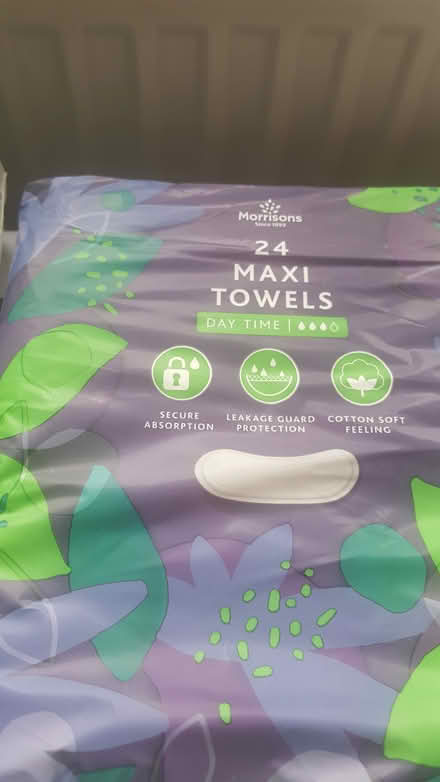 Morrisons
Since 1899
24
MAXI
TOWELS
DAY TIME |
SECURE
ABSORPTION
LEAKAGE GUARD
PROTECTION
COTTON SOFT
FEELING